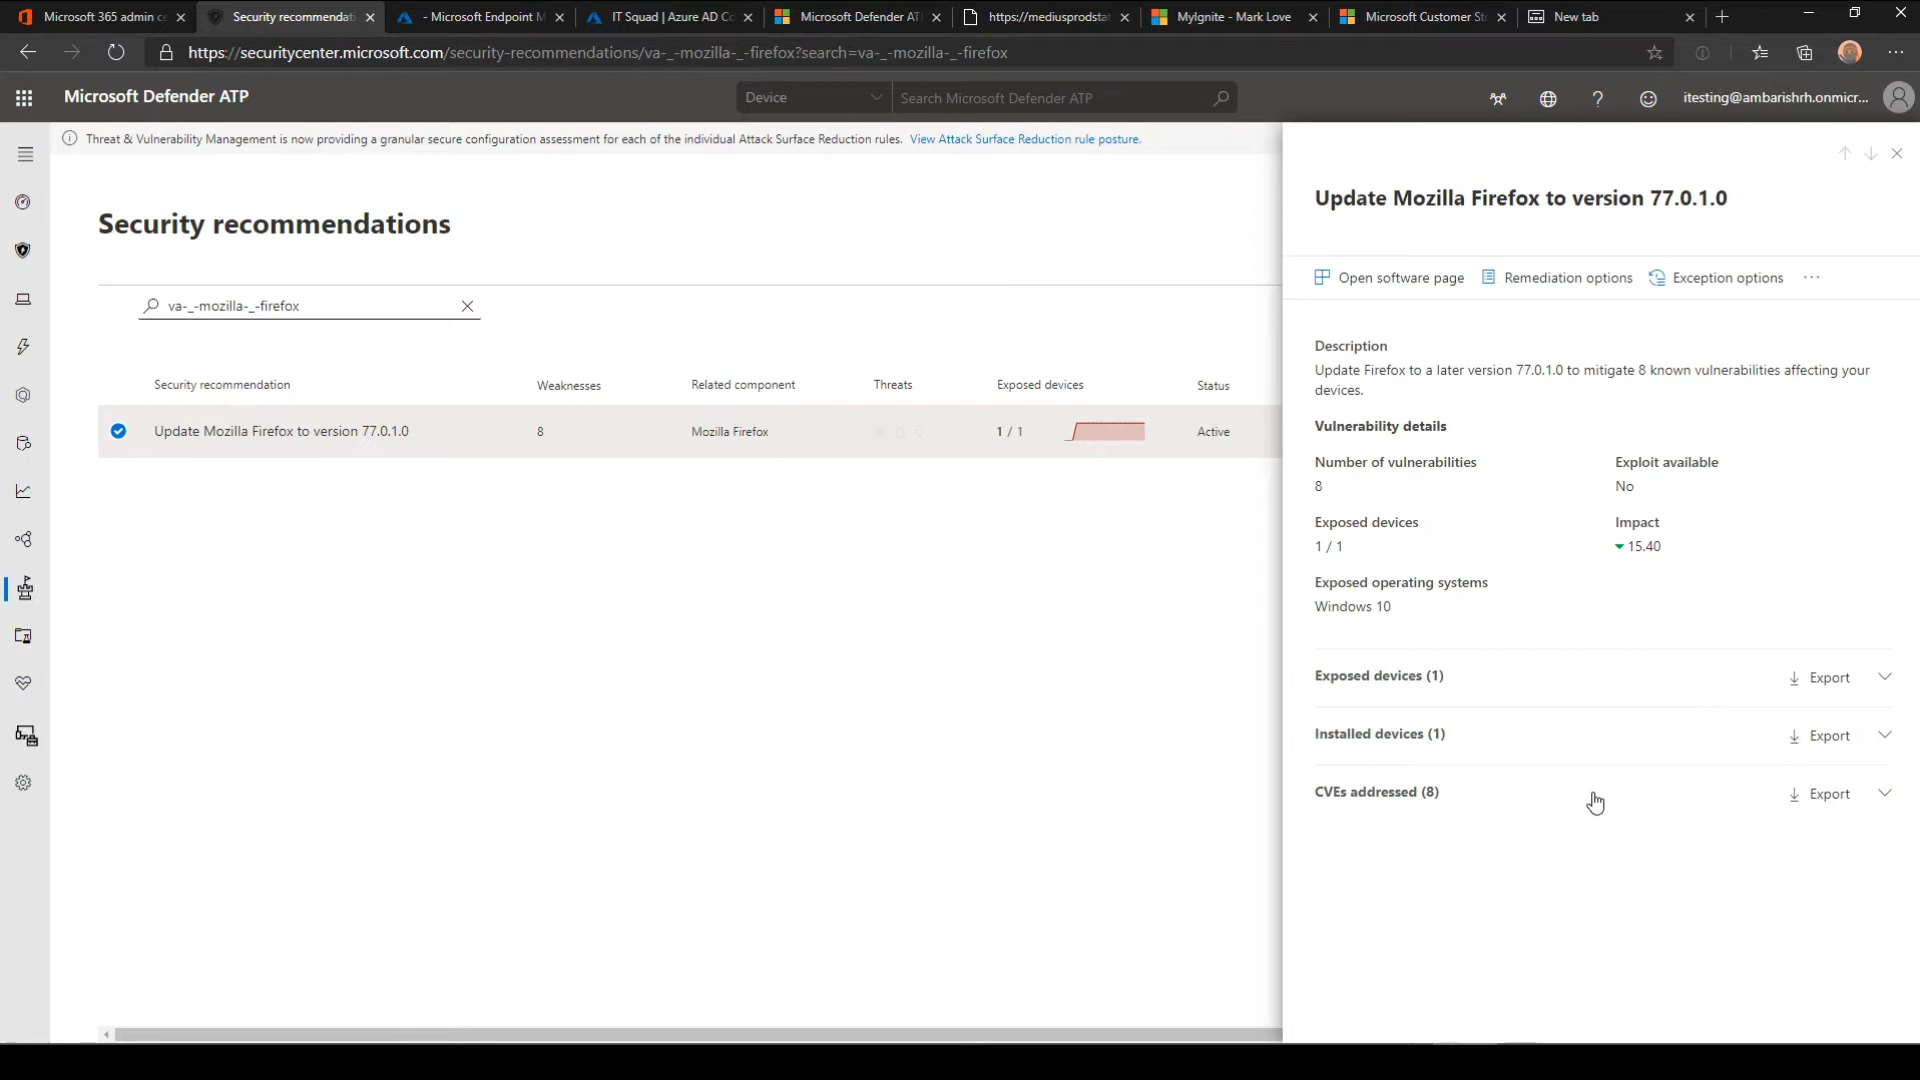 Microsoft 365 admin ce
Security recommendati
- Microsoft Endpoint M
IT Squad | Azure AD Co
Microsoft Defender ATI
https://mediusprodstat
MyIgnite - Mark Love
Microsoft Customer Sto
New tab
https://securitycenter.microsoft.com/security-recommendations/va-_-mozilla-_-firefox?search=va-_-mozilla-_-firefox
Microsoft Defender ATP
Device
Search Microsoft Defender ATP
itesting@ambarishrh.onmicr...
Threat & Vulnerability Management is now providing a granular secure configuration assessment for each of the individual Attack Surface Reduction rules. View Attack Surface Reduction rule posture.
Security recommendations
va-_-mozilla-_-firefox
Security recommendation Weaknesses Related component Threats Exposed devices Status
Update Mozilla Firefox to version 77.0.1.0 8 Mozilla Firefox 1 / 1 Active
Update Mozilla Firefox to version 77.0.1.0
Open software page Remediation options Exception options ...
Description
Update Firefox to a later version 77.0.1.0 to mitigate 8 known vulnerabilities affecting your
devices.
Vulnerability details
Number of vulnerabilities Exploit available
8 No
Exposed devices Impact
1 / 1 15.40
Exposed operating systems
Windows 10
Exposed devices (1) Export
Installed devices (1) Export
CVEs addressed (8) Export